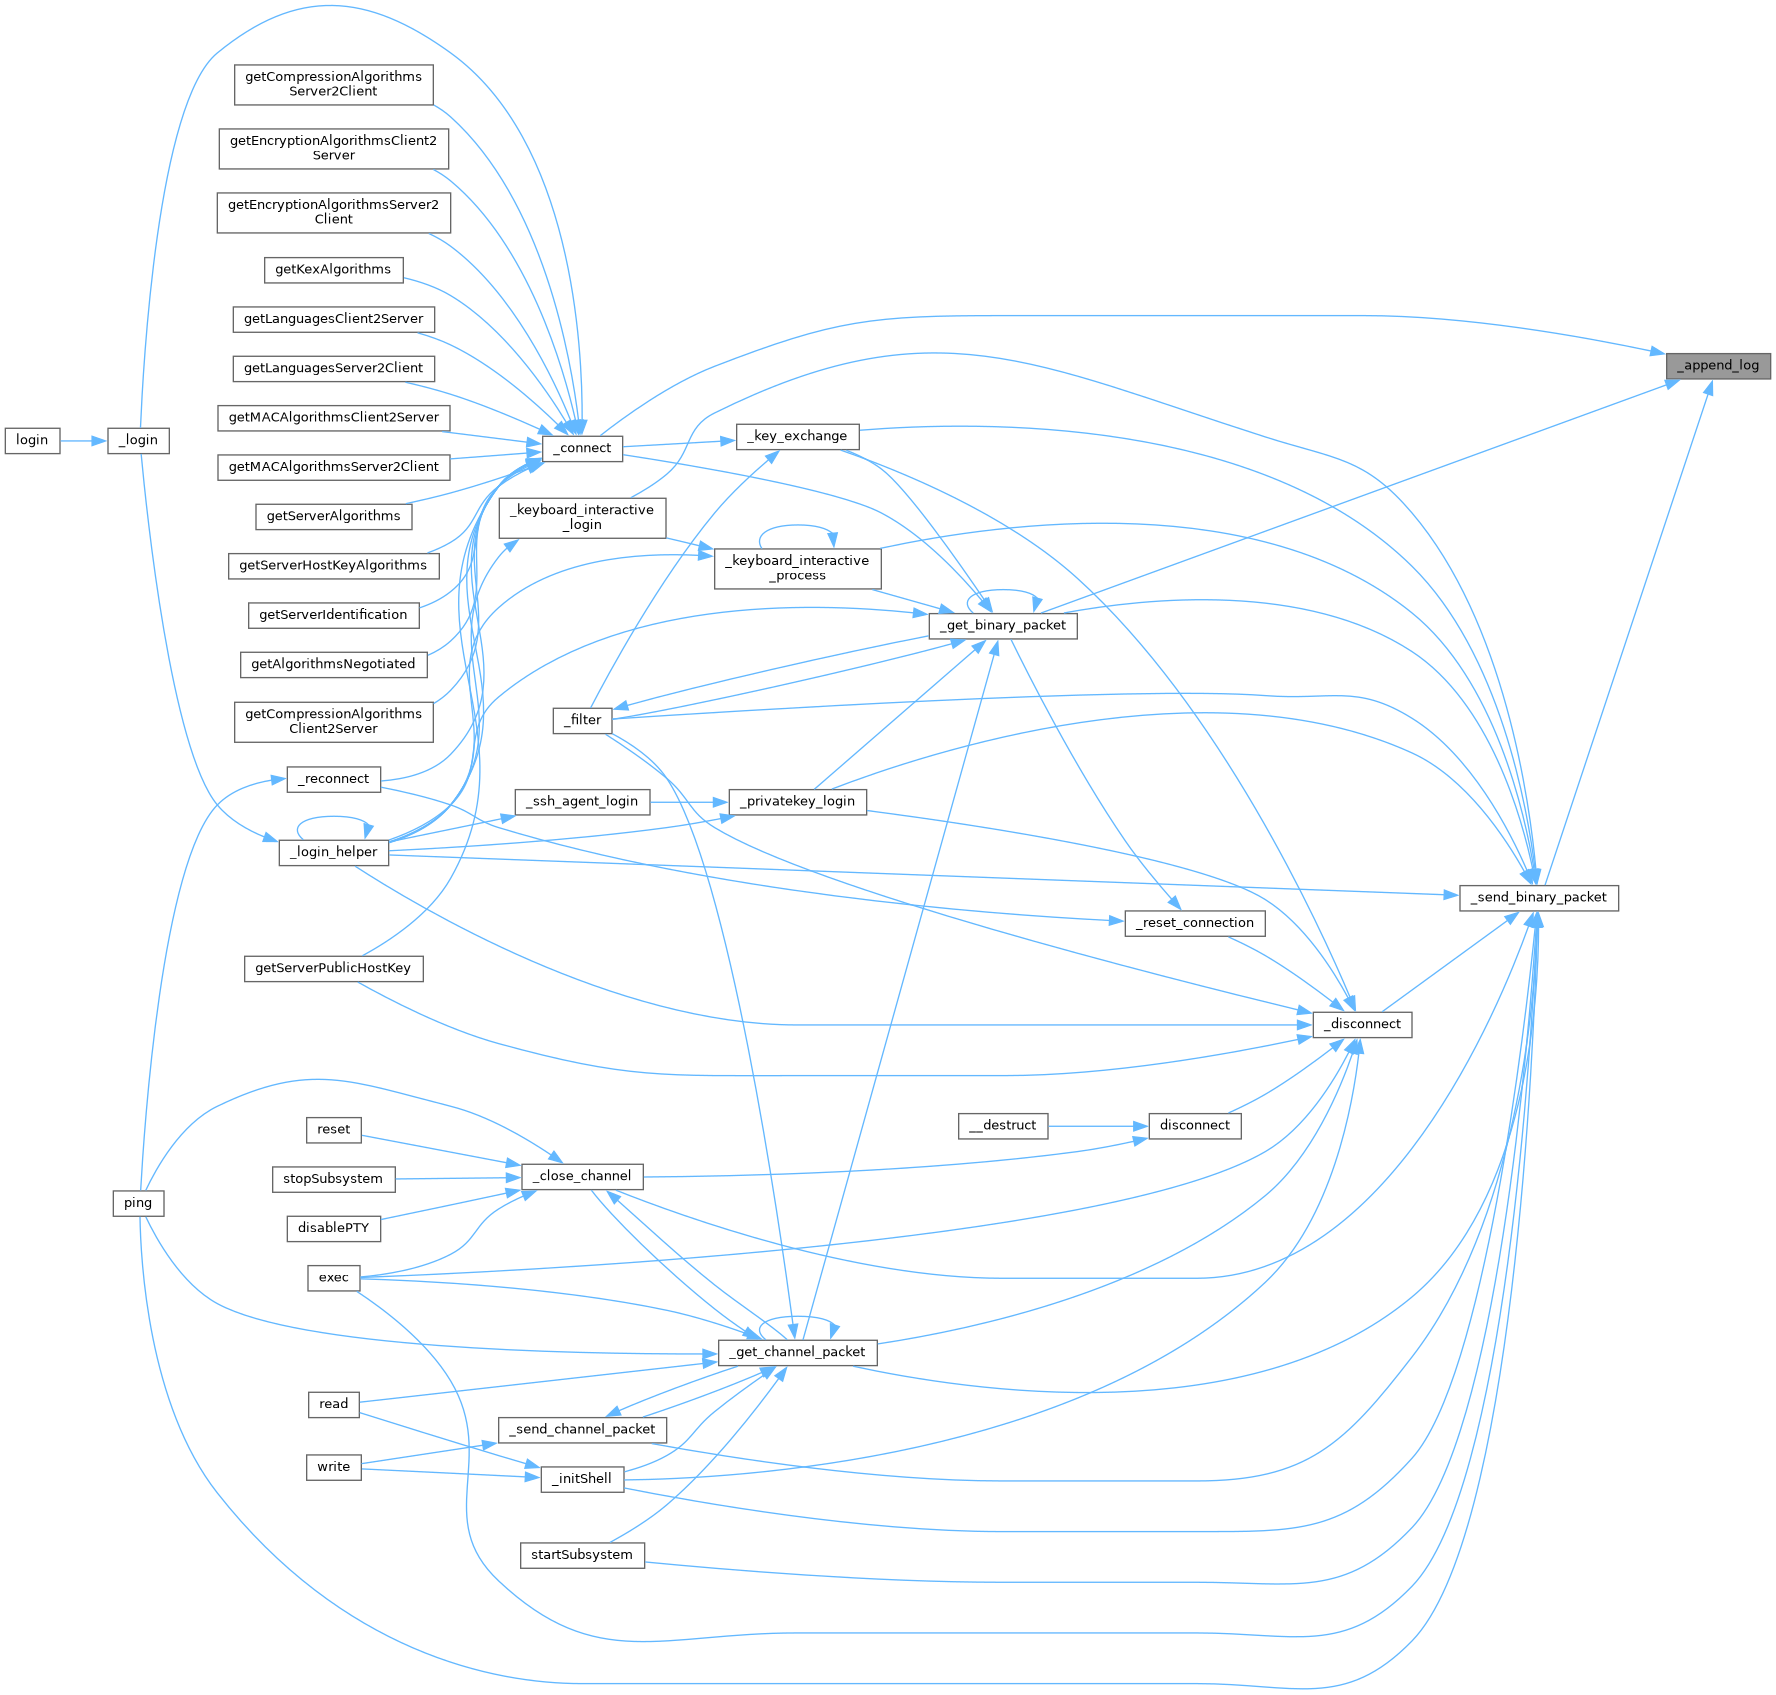 getCompressionAlgorithms
Server2Client
getEncryptionAlgorithmsClient2
Server
getEncryptionAlgorithmsServer2
Client
getKexAlgorithms
getLanguagesClient2Server
getLanguagesServer2Client
_append_log
getMACAlgorithmsClient2Server
_key_exchange
login
_login
_connect
getMACAlgorithmsServer2Client
getServerAlgorithms
_keyboard_interactive
_login
getServerHostKeyAlgorithms
_keyboard_interactive
_process
getServerIdentification
_get_binary_packet
getAlgorithmsNegotiated
getCompressionAlgorithms
Client2Server
_filter
_reconnect
_ssh_agent_login
_privatekey_login
_login_helper
_send_binary_packet
_reset_connection
getServerPublicHostKey
_disconnect
reset
__destruct
disconnect
stopSubsystem
_close_channel
ping
disablePTY
exec
_get_channel_packet
read
_send_channel_packet
write
_initShell
startSubsystem